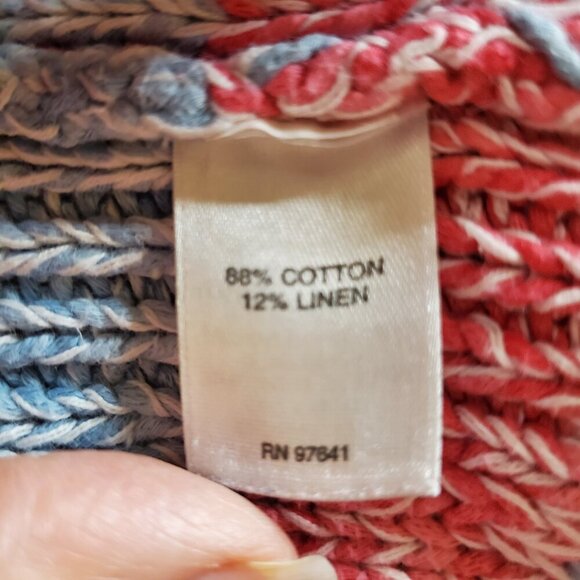 88% COTTON
12% LINEN
RN 97641